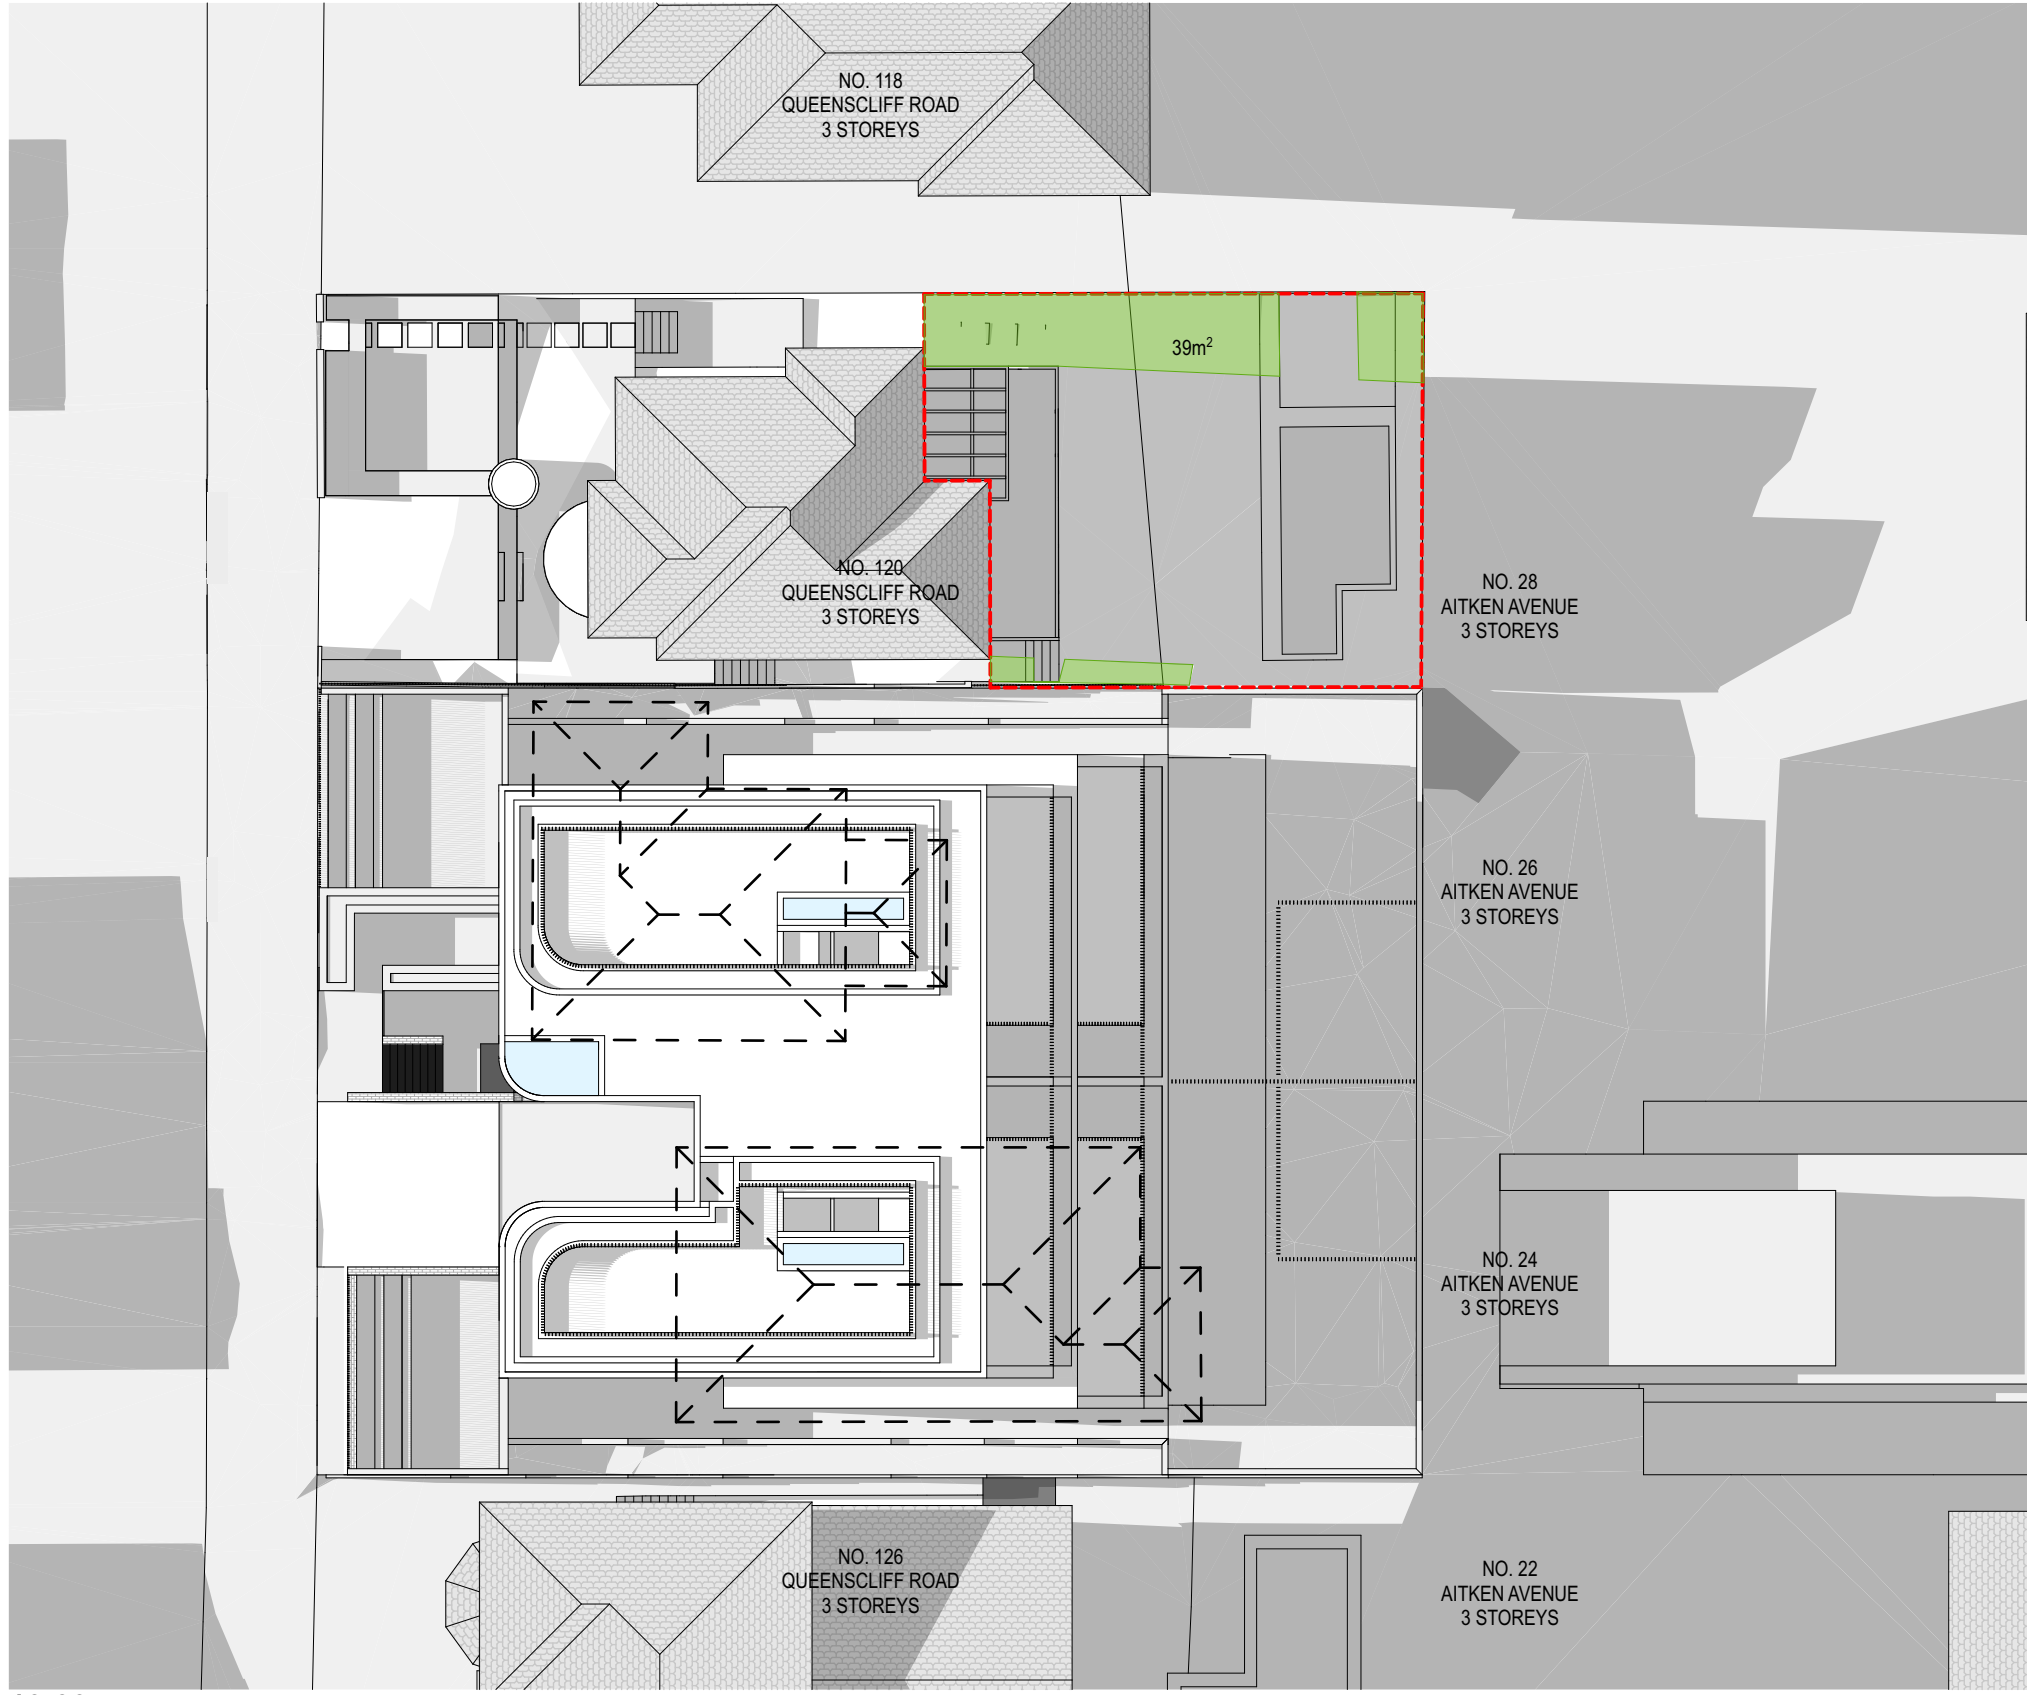 NO. 118
QUEENSCLIFF ROAD
3 STOREYS
39m²
NO. 120
QUEENSCLIFF ROAD
3 STOREYS
NO. 28
AITKEN AVENUE
3 STOREYS
NO. 26
AITKEN AVENUE
3 STOREYS
NO. 24
AITKEN AVENUE
3 STOREYS
NO. 126
QUEENSCLIFF ROAD
3 STOREYS
NO. 22
AITKEN AVENUE
3 STOREYS